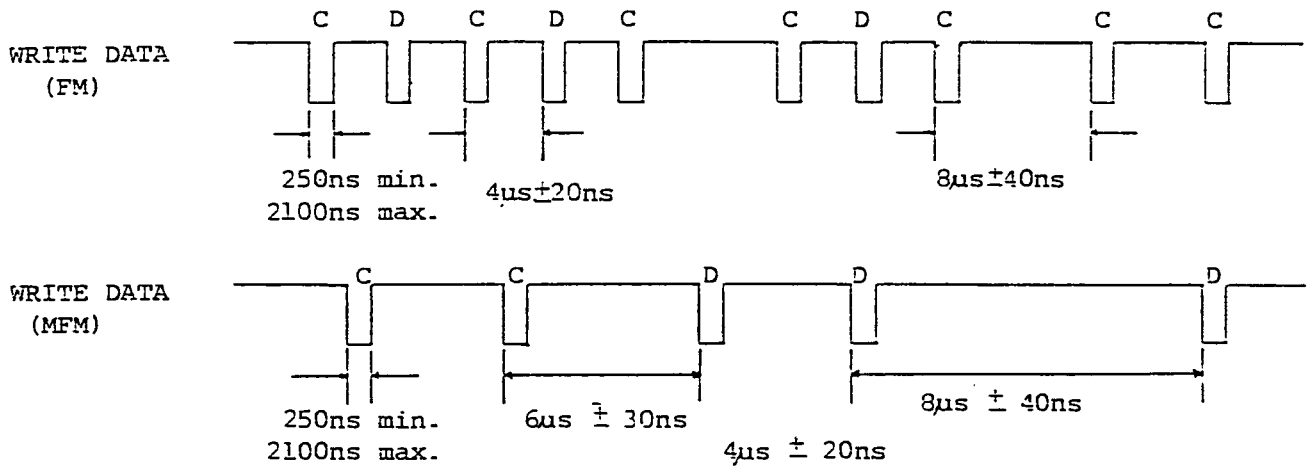 C D C D C C D C C C
WRITE DATA
(FM)
250ns min.
2100ns max.
4µs±20ns
8µs±40ns
C C D D D
WRITE DATA
(MFM)
250ns min.
2100ns max.
6µs ± 30ns
4µs ± 20ns
8µs ± 40ns